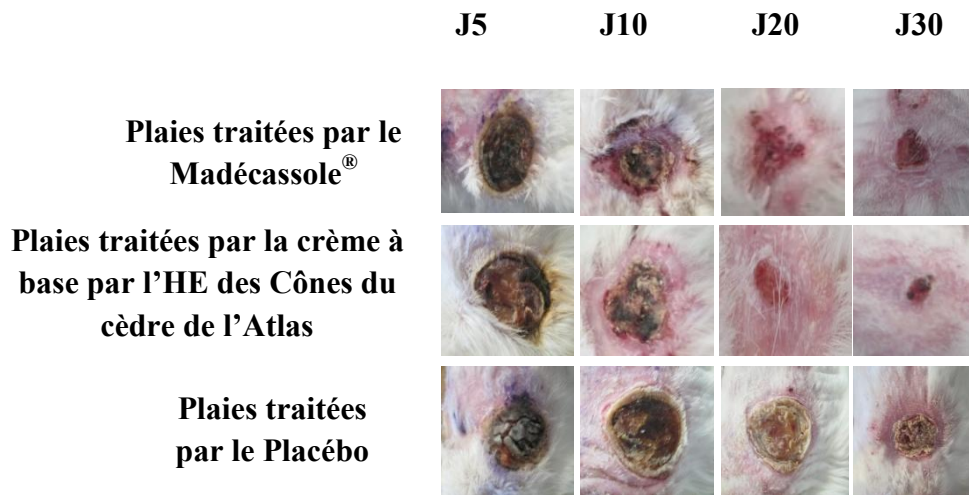 J5 J10 J20 J30
Plaies traitées par le
Madécassole®
Plaies traitées par la crème à
base par l’HE des Cônes du
cèdre de l’Atlas
Plaies traitées
par le Placébo